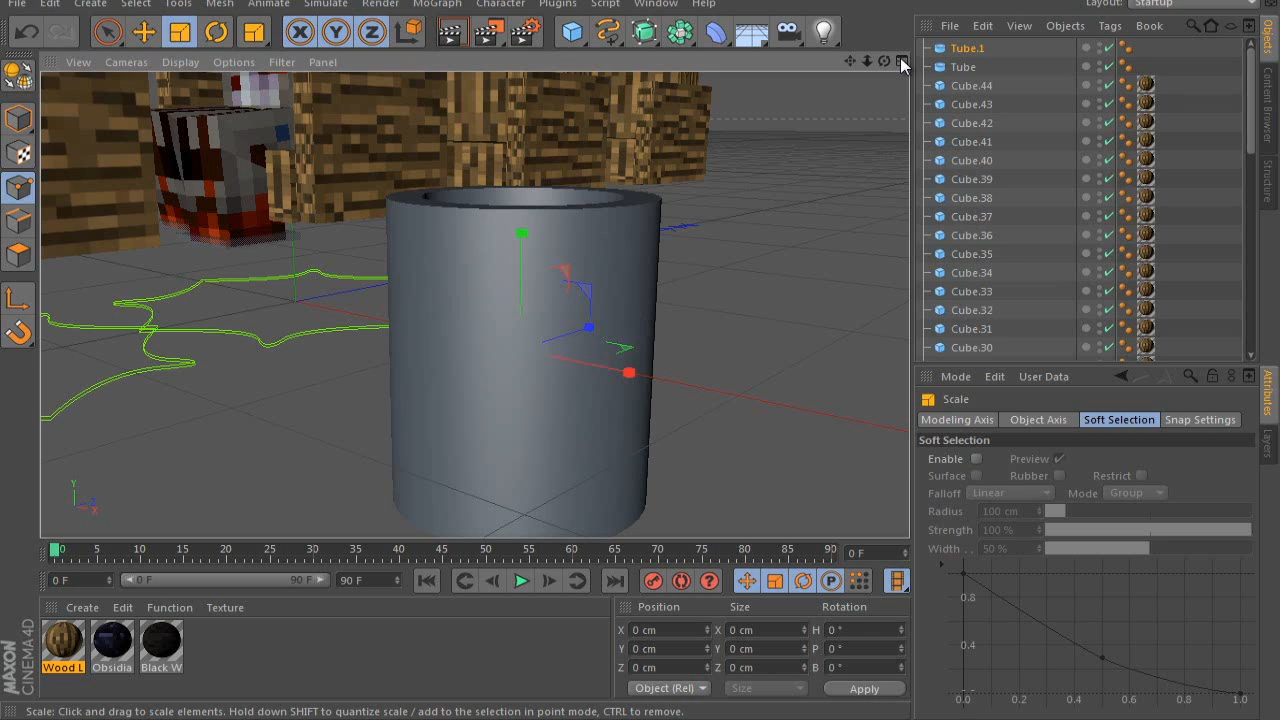 File Edit Create Select Tools Mesh Animate Simulate Render MoGraph Character Plugins Script Window Help Layout: Startup
View Cameras Display Options Filter Panel
File Edit View Objects Tags Book
Tube.1
Tube
Cube.44
Cube.43
Cube.42
Cube.41
Cube.40
Cube.39
Cube.38
Cube.37
Cube.36
Cube.35
Cube.34
Cube.33
Cube.32
Cube.31
Cube.30
Objects
Content Browser
Structure
Mode Edit User Data
Scale
Modeling Axis Object Axis Soft Selection Snap Settings
Soft Selection
Enable Preview
Surface Rubber Restrict
Falloff Linear Mode Group
Radius 100 cm
Strength 100 %
Width . . 50 %
0.8
0.4
0.0 0.2 0.4 0.6 0.8 1.0
Attributes
Layers
Y
X
0 5 10 15 20 25 30 35 40 45 50 55 60 65 70 75 80 85 90 0 F
0 F 0 F 90 F 90 F
Create Edit Function Texture
Wood L Obsidia Black W
Position Size Rotation
X 0 cm X 0 cm H 0 °
Y 0 cm Y 0 cm P 0 °
Z 0 cm Z 0 cm B 0 °
Object (Rel) Size Apply
MAXON CINEMA4D
Scale: Click and drag to scale elements. Hold down SHIFT to quantize scale / add to the selection in point mode, CTRL to remove.